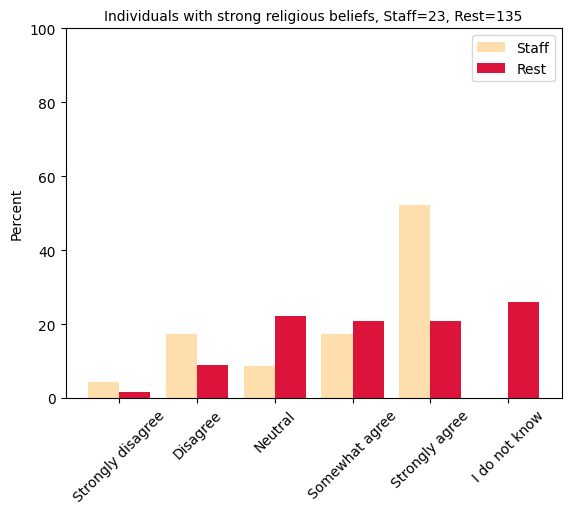 Individuals with strong religious beliefs, Staff=23, Rest=135
Staff
Rest
Percent
100
80
60
40
20
0
Strongly disagree
Disagree
Neutral
Somewhat agree
Strongly agree
I do not know